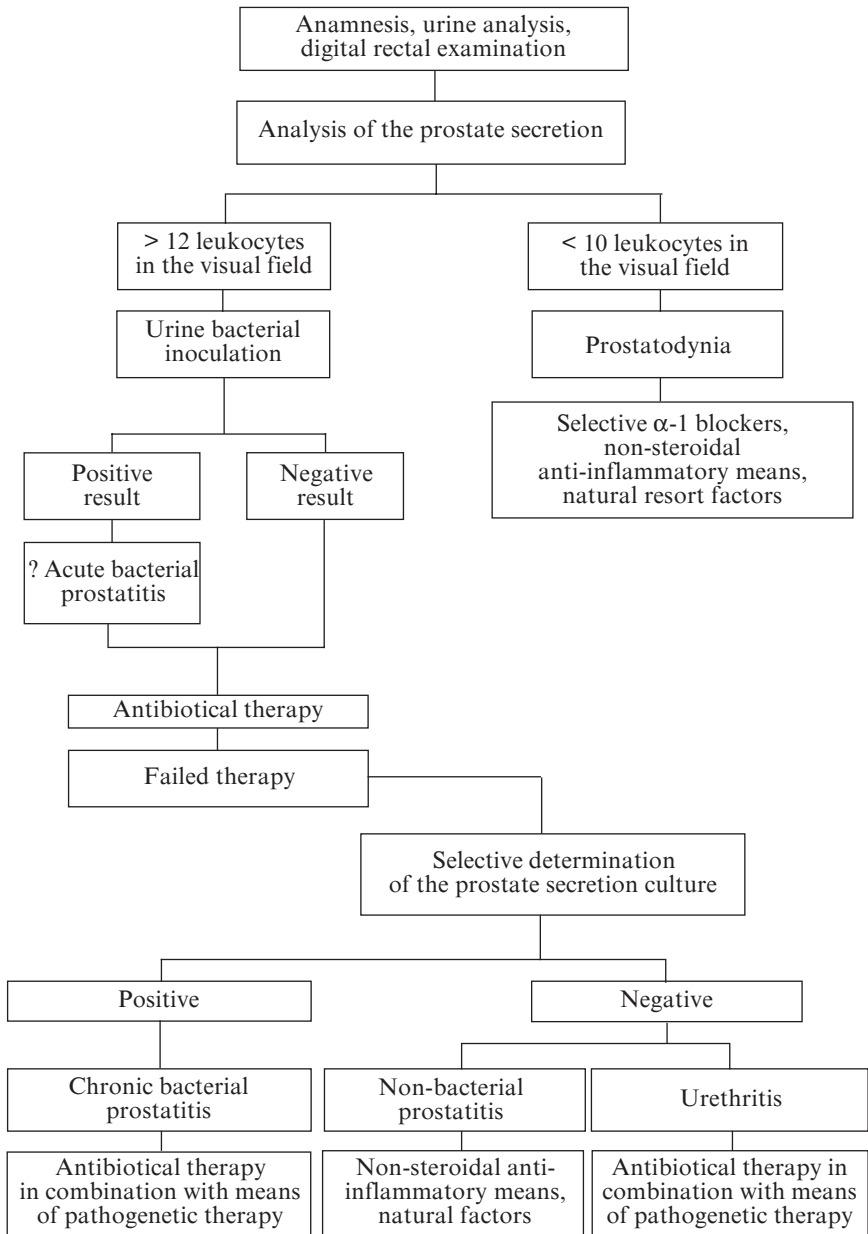 Anamnesis, urine analysis,
digital rectal examination
Analysis of the prostate secretion
> 12 leukocytes
in the visual field
< 10 leukocytes in
the visual field
Urine bacterial
inoculation
Prostatodynia
Selective α-1 blockers,
non-steroidal
anti-inflammatory means,
natural resort factors
Positive
result
Negative
result
? Acute bacterial
prostatitis
Antibiotical therapy
Failed therapy
Selective determination
of the prostate secretion culture
Positive
Negative
Chronic bacterial
prostatitis
Non-bacterial
prostatitis
Urethritis
Antibiotical therapy
in combination with means
of pathogenetic therapy
Non-steroidal anti-
inflammatory means,
natural factors
Antibiotical therapy in
combination with means
of pathogenetic therapy